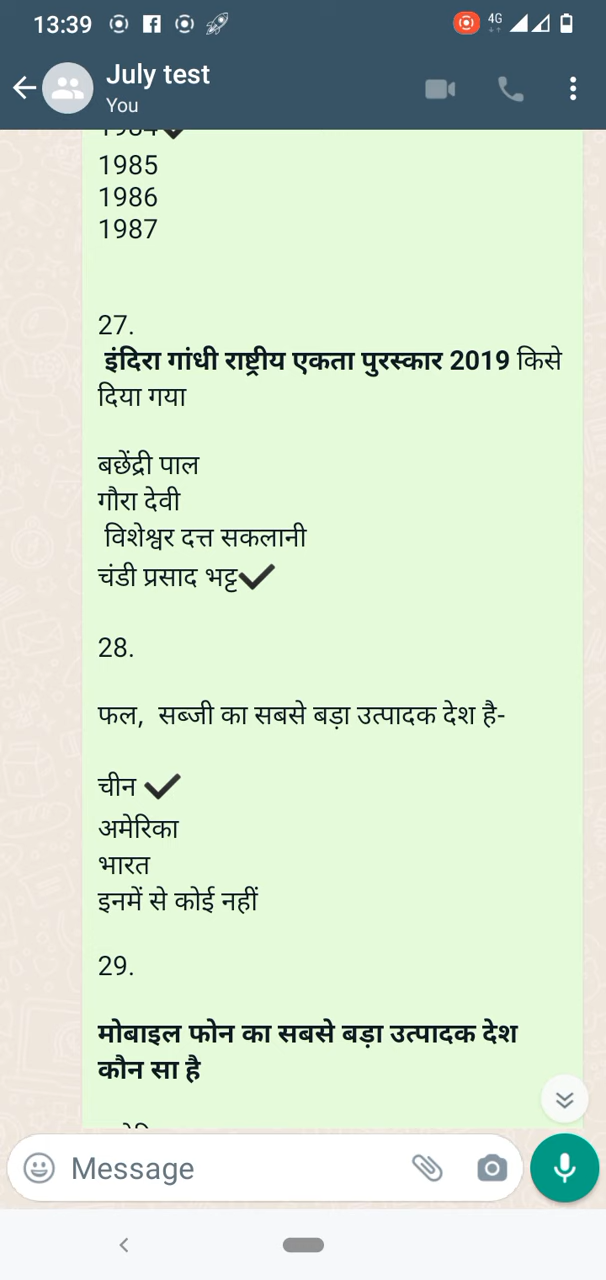 13:39
4G
July test
You
1984✔
1985
1986
1987
27.
इंदिरा गांधी राष्ट्रीय एकता पुरस्कार 2019 किसे
दिया गया
बछेंद्री पाल
गौरा देवी
विशेश्वर दत्त सकलानी
चंडी प्रसाद भट्ट✔
28.
फल, सब्जी का सबसे बड़ा उत्पादक देश है-
चीन ✔
अमेरिका
भारत
इनमें से कोई नहीं
29.
मोबाइल फोन का सबसे बड़ा उत्पादक देश
कौन सा है
Message